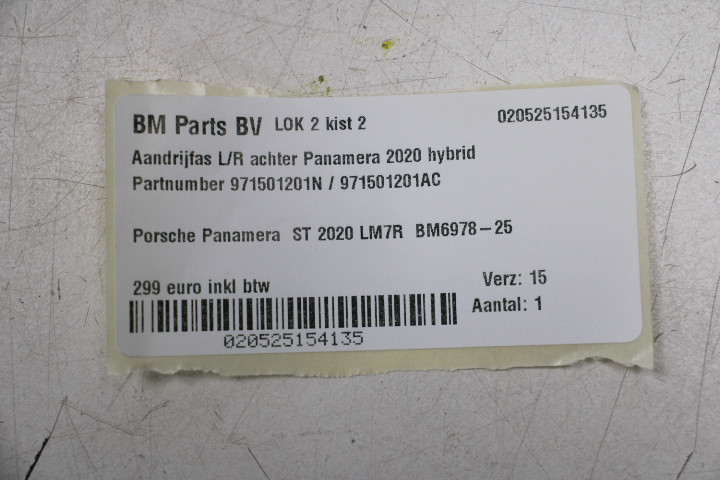 BM Parts BV LOK 2 kist 2 020525154135
Aandrijfas L/R achter Panamera 2020 hybrid
Partnumber 971501201N / 971501201AC
Porsche Panamera ST 2020 LM7R BM6978-25
299 euro inkl btw Verz: 15
Aantal: 1
020525154135